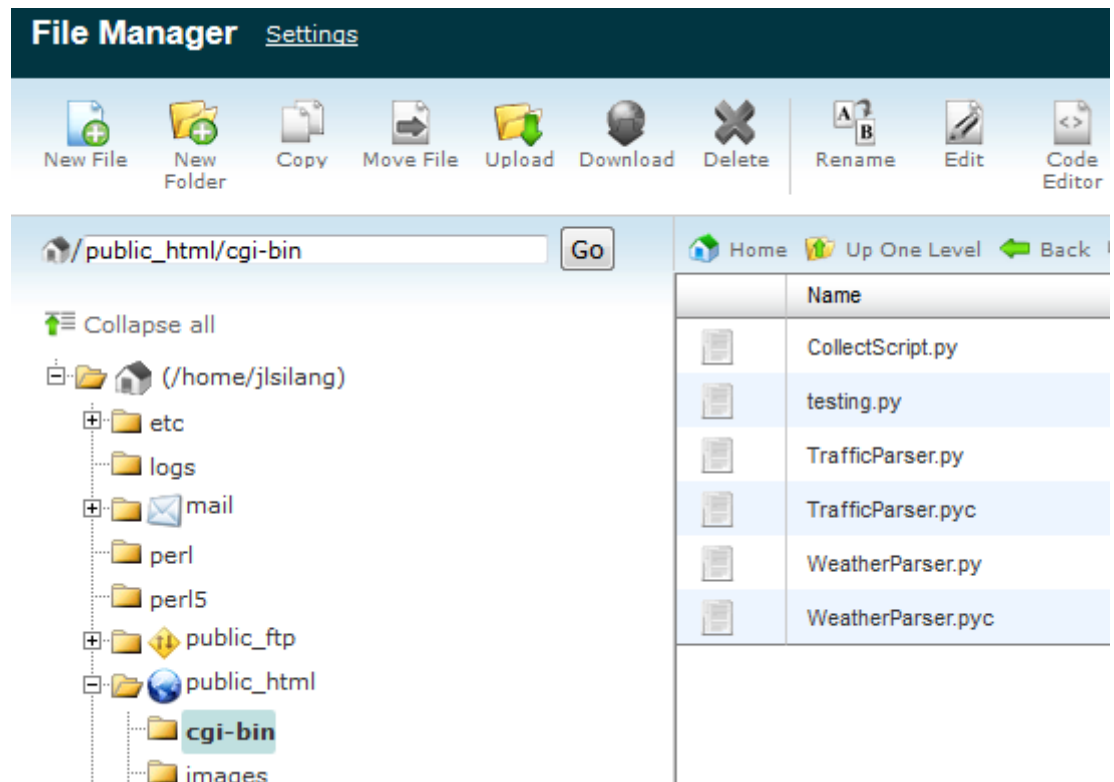 File Manager Settings
New File New Folder Copy Move File Upload Download Delete A B Rename Edit <> Code Editor
/ public_html/cgi-bin Go
Collapse all
(/home/jlsilang)
etc
logs
mail
perl
perl5
public_ftp
public_html
cgi-bin
images
Home Up One Level Back
Name
CollectScript.py
testing.py
TrafficParser.py
TrafficParser.pyc
WeatherParser.py
WeatherParser.pyc